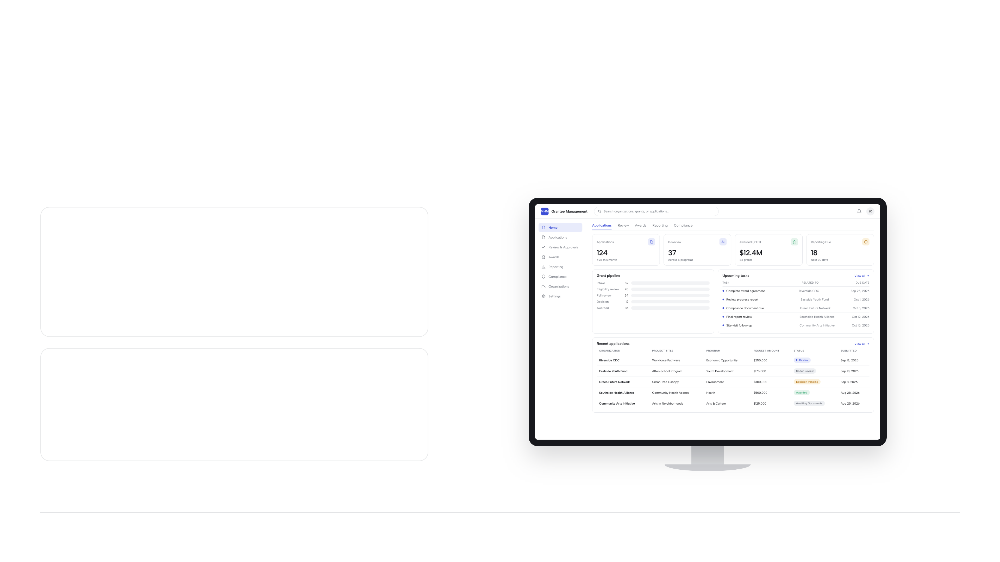 MHM Grantee Management Search organizations, grants, or applications... JO
Home
Applications
Review & Approvals
Awards
Reporting
Compliance
Organizations
Settings
Applications Review Awards Reporting Compliance
Applications
124
+28 this month
In Review
37
Across 5 programs
Awarded (YTD)
$12.4M
86 grants
Reporting Due
18
Next 30 days
Grant pipeline
Intake 52
Eligibility review 28
Full review 24
Decision 12
Awarded 86
Upcoming tasks View all →
TASK RELATED TO DUE DATE
Complete award agreement Riverside CDC Sep 25, 2026
Review progress report Eastside Youth Fund Oct 1, 2026
Compliance document due Green Future Network Oct 5, 2026
Final report review Southside Health Alliance Oct 12, 2026
Site visit follow-up Community Arts Initiative Oct 15, 2026
Recent applications View all →
ORGANIZATION PROJECT TITLE PROGRAM REQUEST AMOUNT STATUS SUBMITTED
Riverside CDC Workforce Pathways Economic Opportunity $250,000 In Review Sep 12, 2026
Eastside Youth Fund After-School Program Youth Development $175,000 Under Review Sep 10, 2026
Green Future Network Urban Tree Canopy Environment $300,000 Decision Pending Sep 8, 2026
Southside Health Alliance Community Health Access Health $500,000 Awarded Aug 28, 2026
Community Arts Initiative Arts in Neighborhoods Arts & Culture $125,000 Awaiting Documents Aug 25, 2026